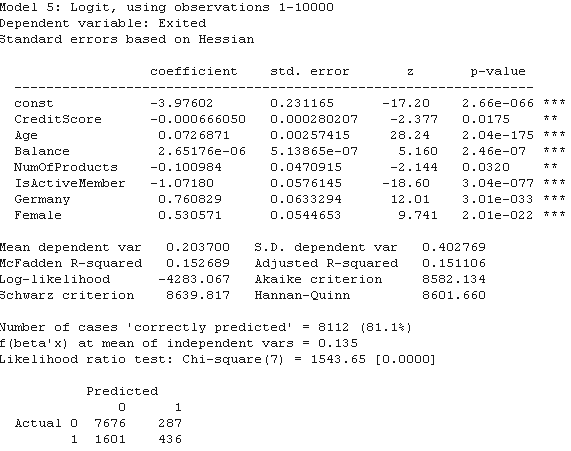 Model 5: Logit, using observations 1-10000
Dependent variable: Exited
Standard errors based on Hessian
coefficient std. error z p-value
----------------------------------------------------------------
const -3.97602 0.231165 -17.20 2.66e-066 ***
CreditScore -0.000666050 0.000280207 -2.377 0.0175 **
Age 0.0726871 0.00257415 28.24 2.04e-175 ***
Balance 2.65176e-06 5.13865e-07 5.160 2.46e-07 ***
NumOfProducts -0.100984 0.0470915 -2.144 0.0320 **
IsActiveMember -1.07180 0.0576145 -18.60 3.04e-077 ***
Germany 0.760829 0.0633294 12.01 3.01e-033 ***
Female 0.530571 0.0544653 9.741 2.01e-022 ***
Mean dependent var 0.203700 S.D. dependent var 0.402769
McFadden R-squared 0.152689 Adjusted R-squared 0.151106
Log-likelihood -4283.067 Akaike criterion 8582.134
Schwarz criterion 8639.817 Hannan-Quinn 8601.660
Number of cases 'correctly predicted' = 8112 (81.1%)
f(beta'x) at mean of independent vars = 0.135
Likelihood ratio test: Chi-square(7) = 1543.65 [0.0000]
Predicted
0 1
Actual 0 7676 287
1 1601 436